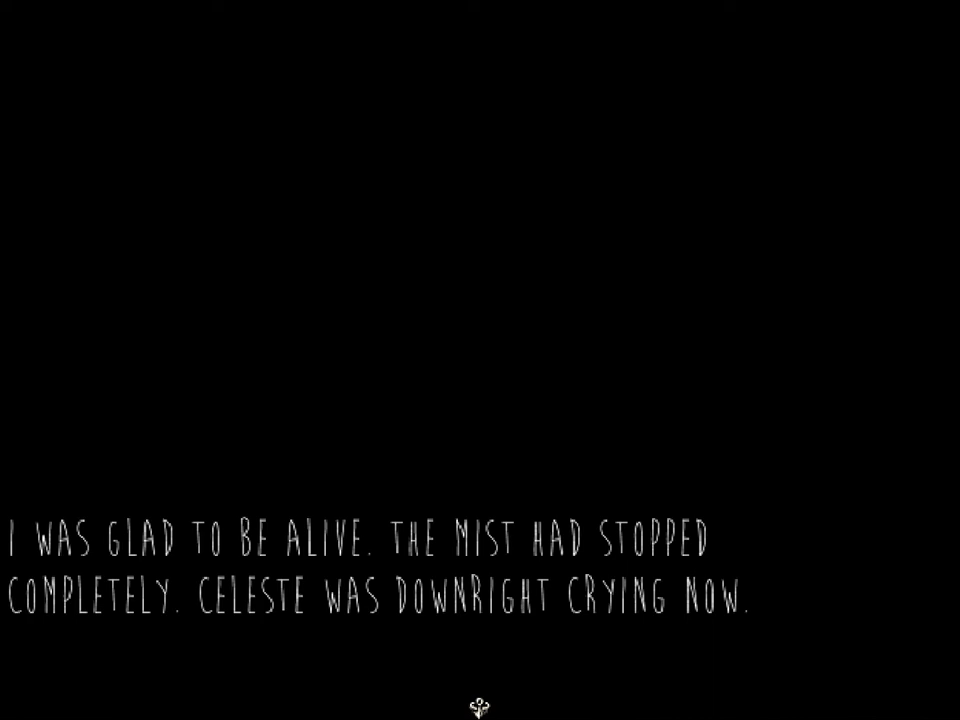 I WAS GLAD TO BE ALIVE. THE MIST HAD STOPPED
COMPLETELY. CELESTE WAS DOWNRIGHT CRYING NOW.